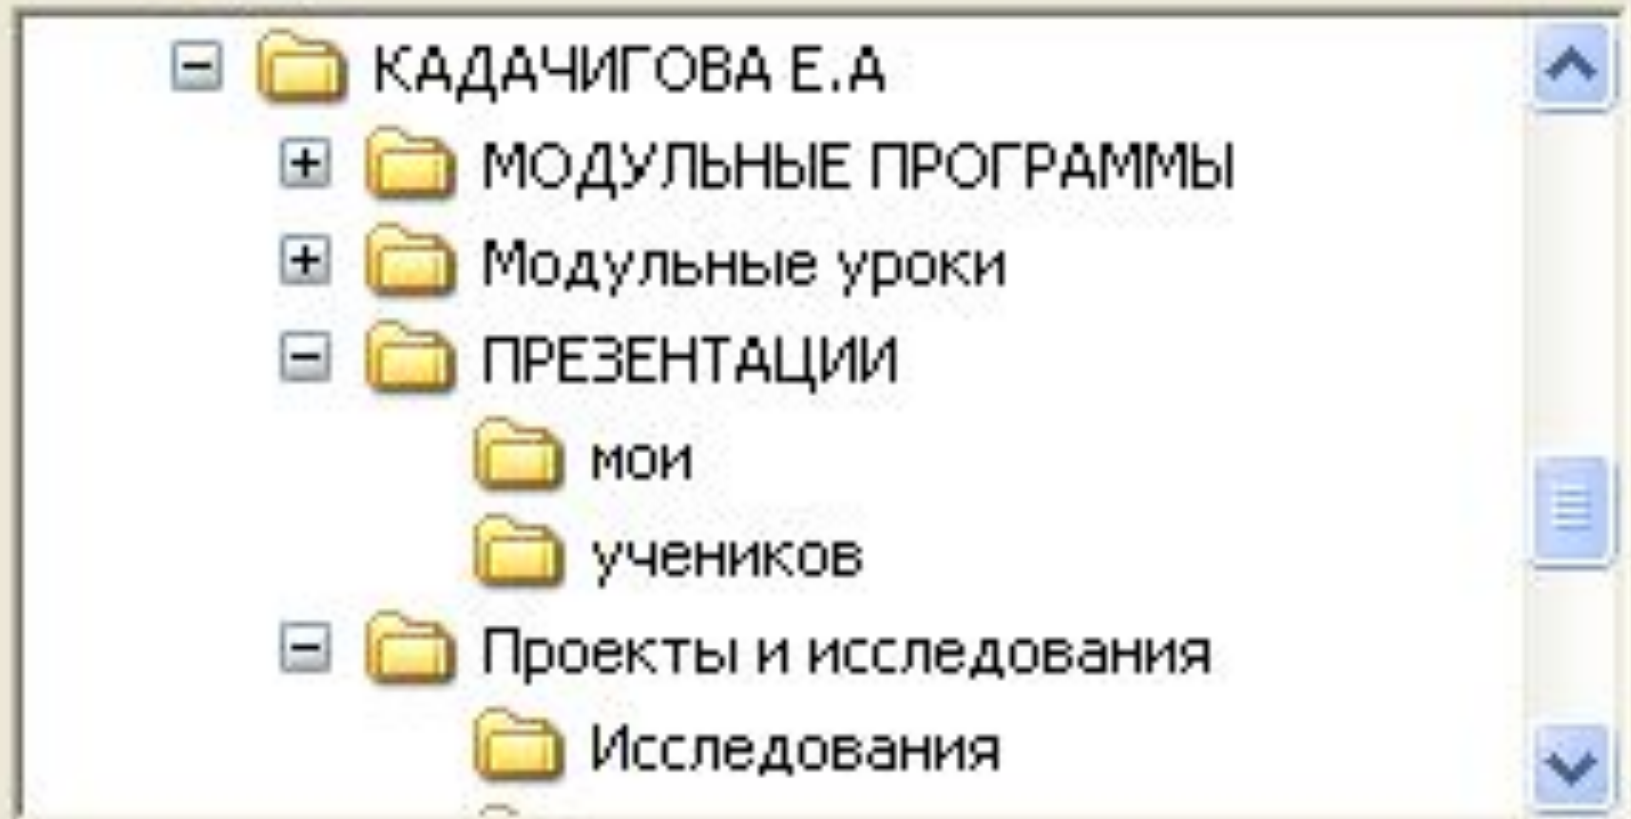 КАДАЧИГОВА Е.А
МОДУЛЬНЫЕ ПРОГРАММЫ
Модульные уроки
ПРЕЗЕНТАЦИИ
мои
учеников
Проекты и исследования
Исследования